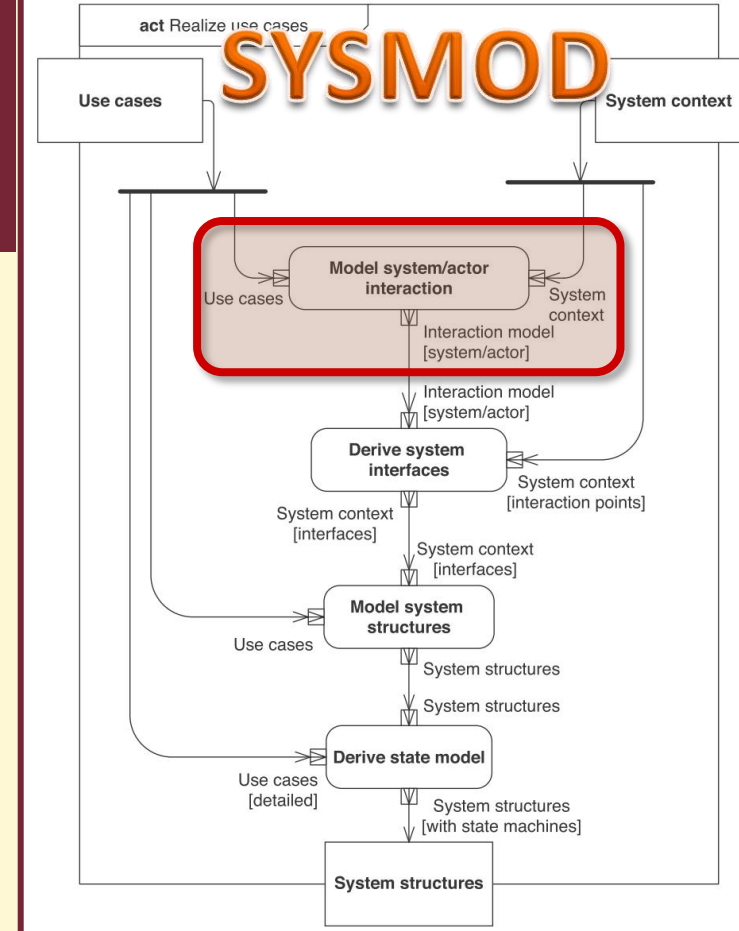 act Realize use cases
SYSMOD
Use cases
System context
Model system/actor
interaction
Use cases
System
context
Interaction model
[system/actor]
Interaction model
[system/actor]
Derive system
interfaces
System context
[interaction points]
System context
[interfaces]
System context
[interfaces]
Model system
structures
Use cases
System structures
System structures
Derive state model
Use cases
[detailed]
System structures
[with state machines]
System structures